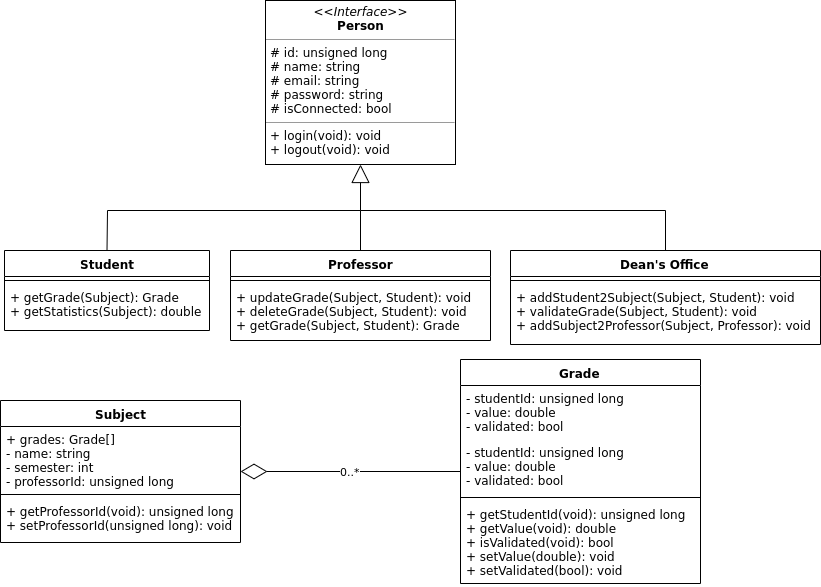 <<Interface>>
Person
# id: unsigned long
# name: string
# email: string
# password: string
# isConnected: bool
+ login(void): void
+ logout(void): void
Student
+ getGrade(Subject): Grade
+ getStatistics(Subject): double
Professor
+ updateGrade(Subject, Student): void
+ deleteGrade(Subject, Student): void
+ getGrade(Subject, Student): Grade
Dean's Office
+ addStudent2Subject(Subject, Student): void
+ validateGrade(Subject, Student): void
+ addSubject2Professor(Subject, Professor): void
Subject
+ grades: Grade[]
- name: string
- semester: int
- professorId: unsigned long
+ getProfessorId(void): unsigned long
+ setProfessorId(unsigned long): void
0..*
Grade
- studentId: unsigned long
- value: double
- validated: bool
- studentId: unsigned long
- value: double
- validated: bool
+ getStudentId(void): unsigned long
+ getValue(void): double
+ isValidated(void): bool
+ setValue(double): void
+ setValidated(bool): void